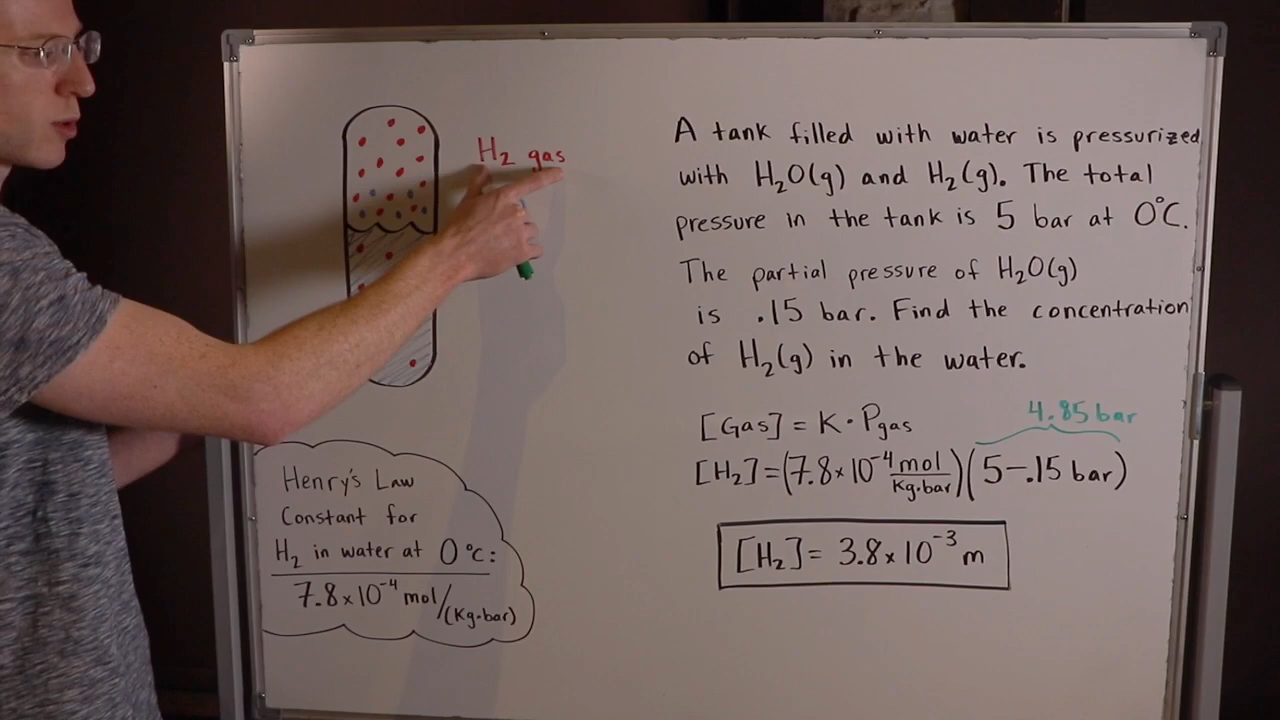 H₂ gas
A tank filled with water is pressurized
with H₂O(g) and H₂(g). The total
pressure in the tank is 5 bar at 0°C.
The partial pressure of H₂O(g)
is .15 bar. Find the concentration
of H₂(g) in the water.
4.85 bar
[Gas] = K · Pgas
[H₂] = (7.8×10⁻⁴ mol/Kg·bar)(5-.15 bar)
[H₂] = 3.8×10⁻³ m
Henry's Law
Constant for
H₂ in water at 0°C:
7.8×10⁻⁴ mol/(Kg·bar)